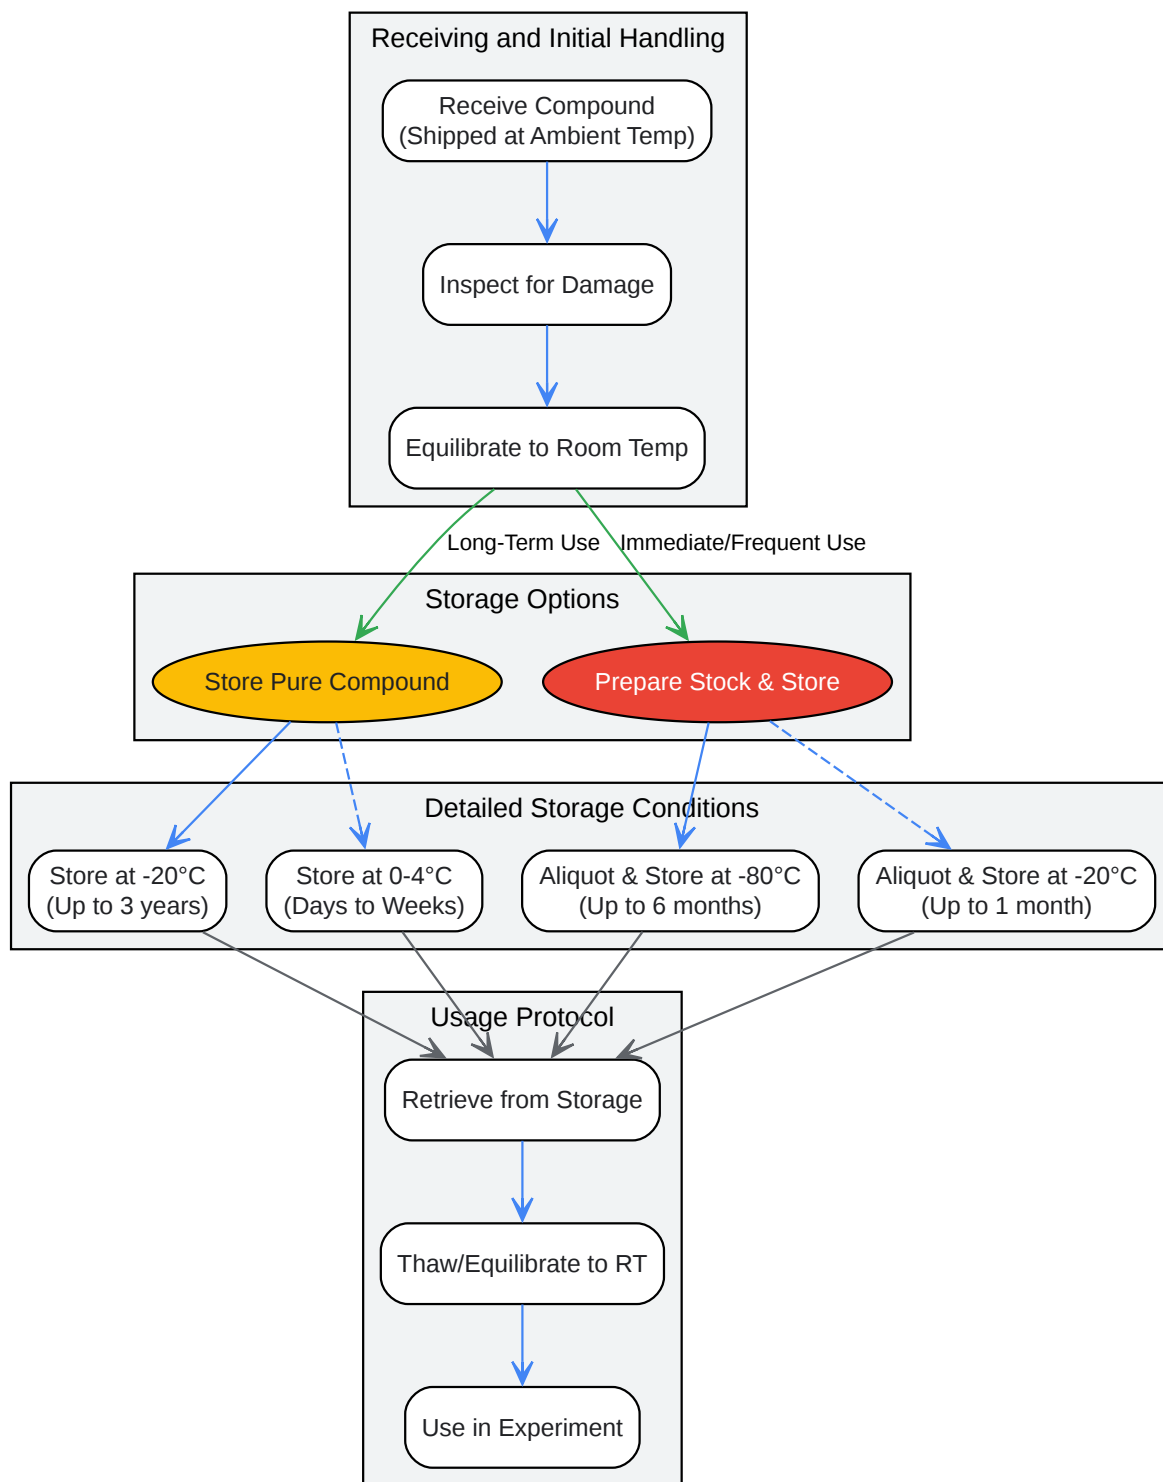 Receiving and Initial Handling
Receive Compound
(Shipped at Ambient Temp)
Inspect for Damage
Equilibrate to Room Temp
Long-Term Use
Immediate/Frequent Use
Storage Options
Store Pure Compound
Prepare Stock & Store
Detailed Storage Conditions
Store at -20°C
(Up to 3 years)
Store at 0-4°C
(Days to Weeks)
Aliquot & Store at -80°C
(Up to 6 months)
Aliquot & Store at -20°C
(Up to 1 month)
Usage Protocol
Retrieve from Storage
Thaw/Equilibrate to RT
Use in Experiment